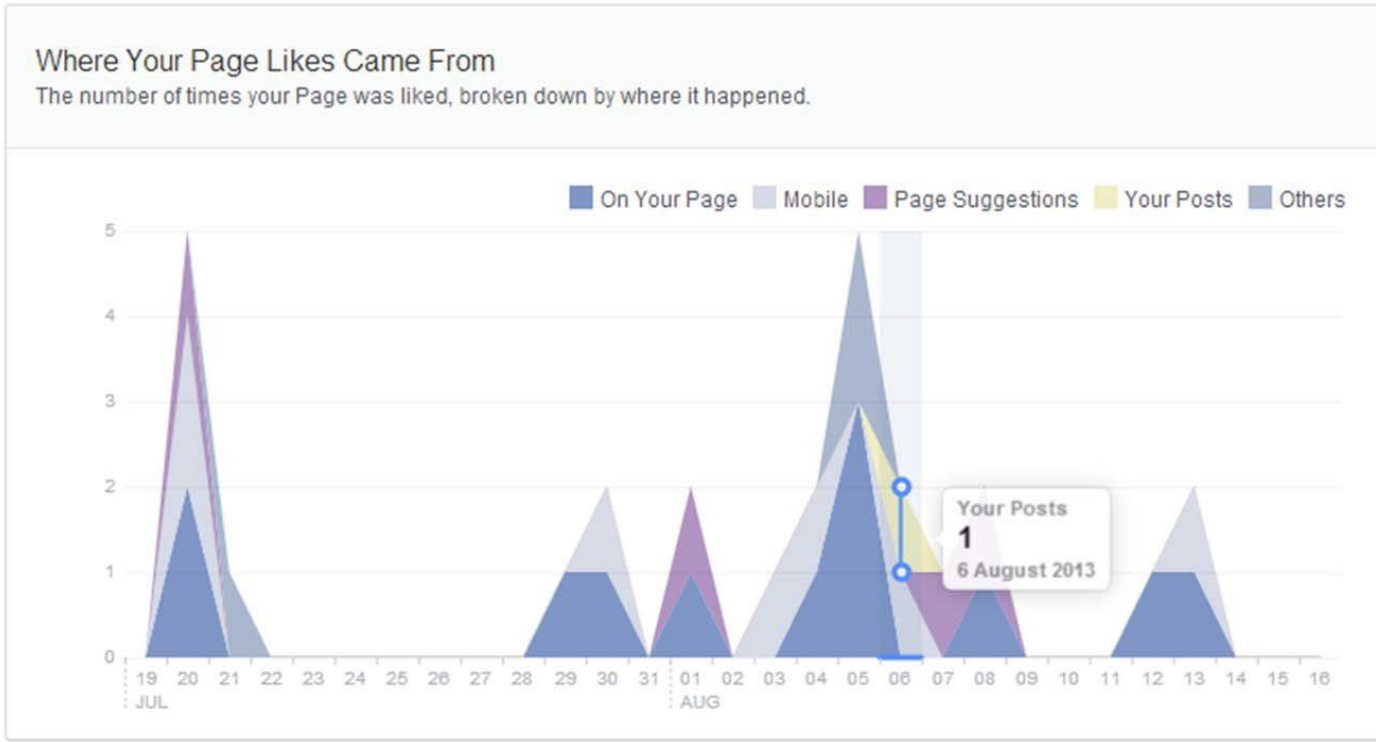 Where Your Page Likes Came From
The number of times your Page was liked, broken down by where it happened.
On Your Page Mobile Page Suggestions Your Posts Others
5
4
3
2
1
0
Your Posts
1
6 August 2013
19 20 21 22 23 24 25 26 27 28 29 30 31 01 02 03 04 05 06 07 08 09 10 11 12 13 14 15 16
JUL AUG